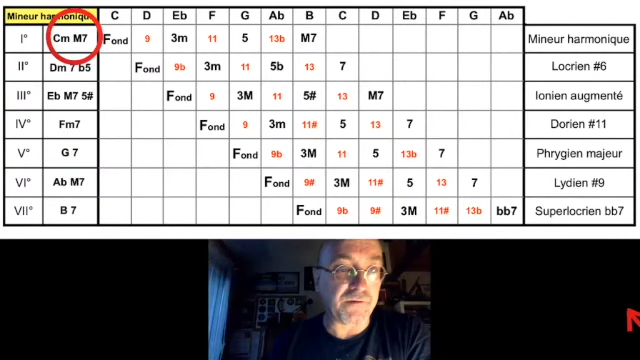 Mineur harmonique C D Eb F G Ab B C D Eb F G Ab
I° Cm M7 Fond 9 3m 11 5 13b M7 Mineur harmonique
II° Dm 7 b5 Fond 9b 3m 11 5b 13 7 Locrien #6
III° Eb M7 5# Fond 9 3M 11 5# 13 M7 Ionien augmenté
IV° Fm7 Fond 9 3m 11# 5 13 7 Dorien #11
V° G 7 Fond 9b 3M 11 5 13b 7 Phrygien majeur
VI° Ab M7 Fond 9# 3M 11# 5 13 7 Lydien #9
VII° B 7 Fond 9b 9# 3M 11# 13b bb7 Superlocrien bb7